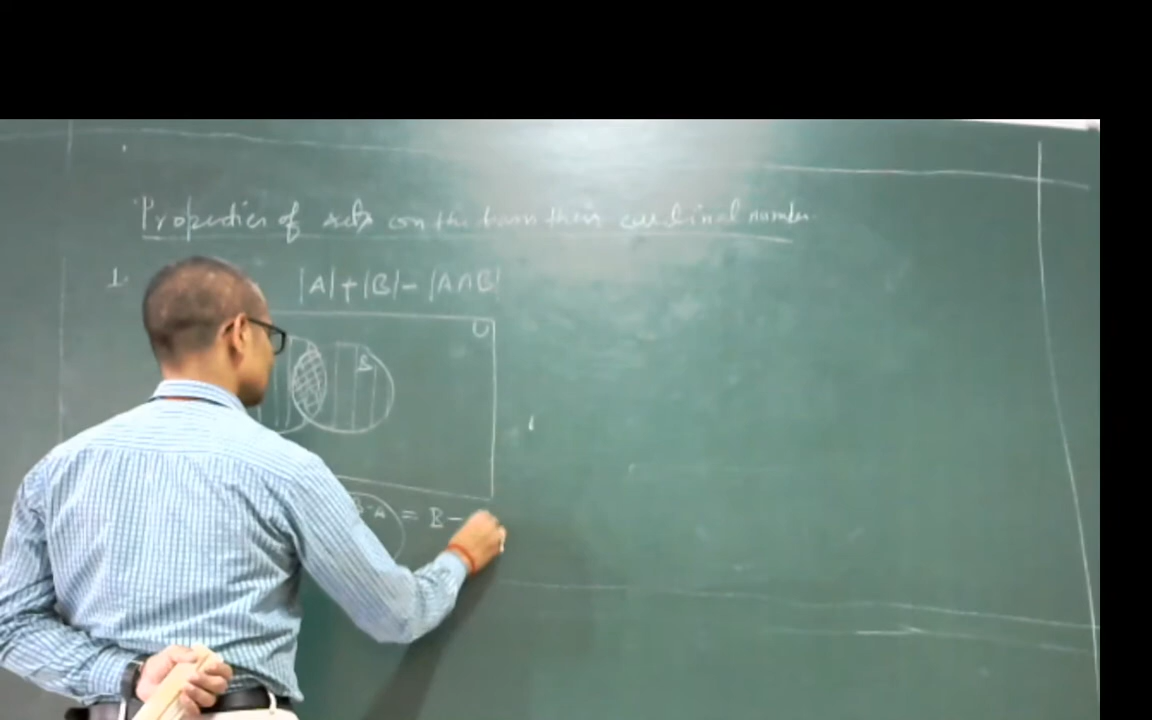 Properties of sets on the basis their cardinal number
1. |A|+|B|-|A∩B|
U
B
B-A = B-